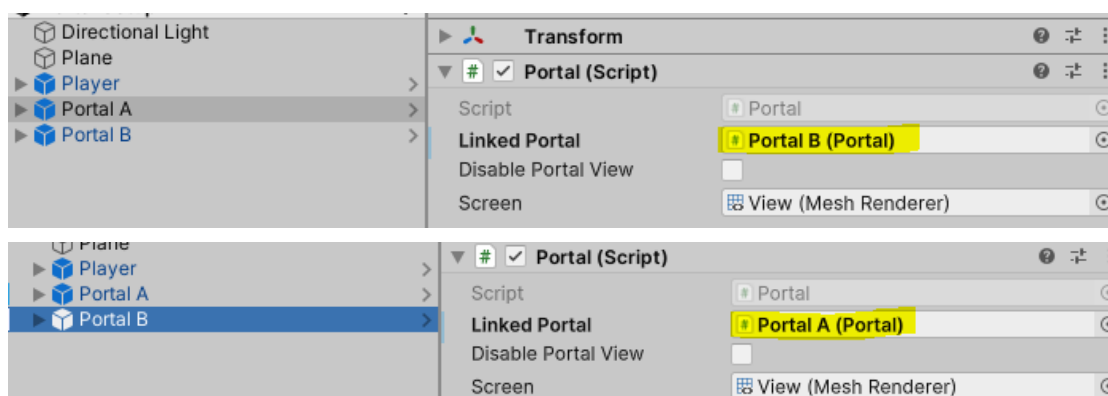 Directional Light
Plane
Player
Portal A
Portal B
Transform
# Portal (Script)
Script # Portal
Linked Portal # Portal B (Portal)
Disable Portal View
Screen View (Mesh Renderer)
Plane
Player
Portal A
Portal B
# Portal (Script)
Script # Portal
Linked Portal # Portal A (Portal)
Disable Portal View
Screen View (Mesh Renderer)